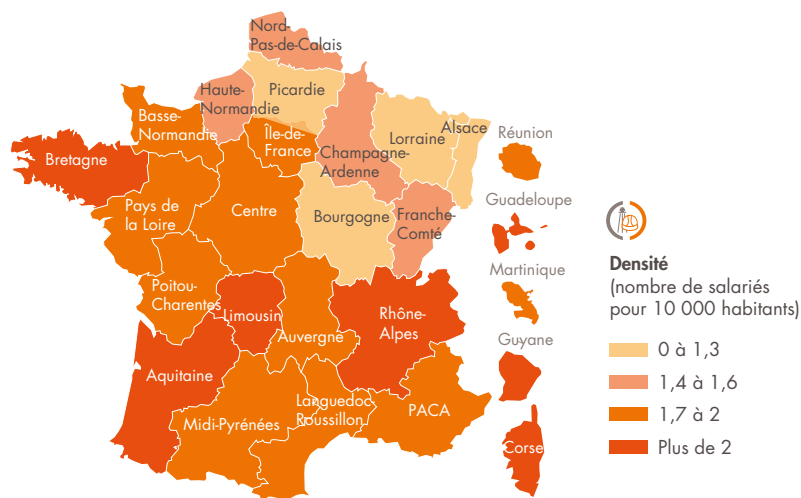 Nord-
Pas-de-Calais
Haute-
Normandie
Picardie
Basse-
Normandie
Île-de-
France
Lorraine
Alsace
Réunion
Bretagne
Champagne-
Ardenne
Pays de
la Loire
Centre
Bourgogne
Franche-
Comté
Guadeloupe
Martinique
Poitou-
Charentes
Limousin
Auvergne
Rhône-
Alpes
Guyane
Aquitaine
Midi-Pyrénées
Languedoc
Roussillon
PACA
Corse
Densité
(nombre de salariés
pour 10 000 habitants)
0 à 1,3
1,4 à 1,6
1,7 à 2
Plus de 2